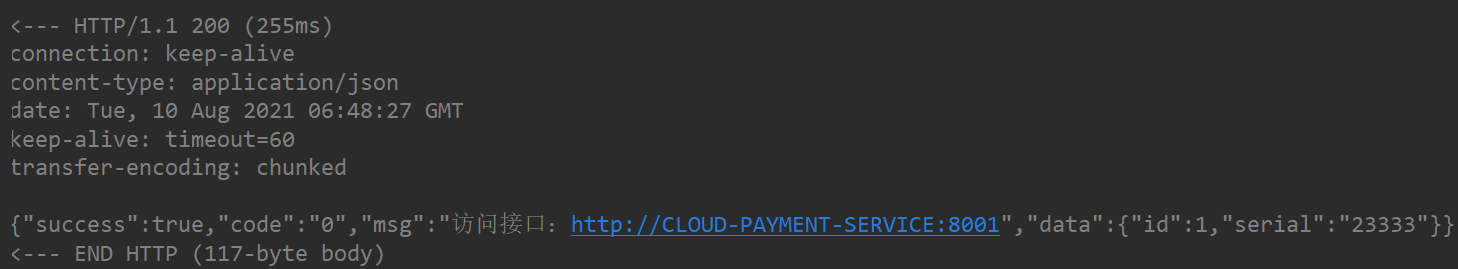 <--- HTTP/1.1 200 (255ms)
connection: keep-alive
content-type: application/json
date: Tue, 10 Aug 2021 06:48:27 GMT
keep-alive: timeout=60
transfer-encoding: chunked
{"success":true,"code":"0","msg":"访问接口：http://CLOUD-PAYMENT-SERVICE:8001","data":{"id":1,"serial":"23333"}}
<--- END HTTP (117-byte body)